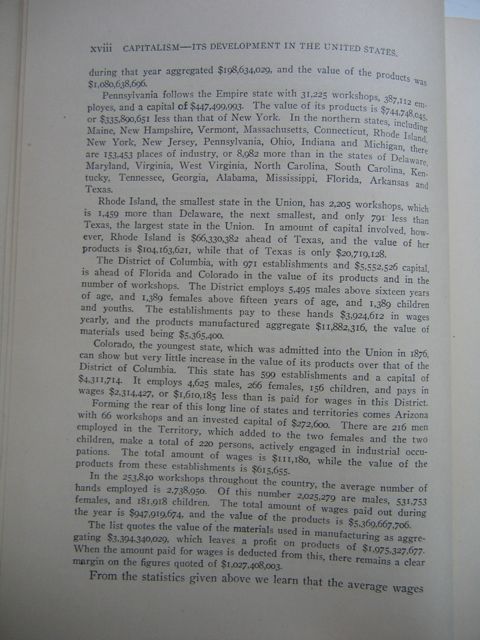 xviii CAPITALISM—ITS DEVELOPMENT IN THE UNITED STATES.
during that year aggregated $198,634,029, and the value of the products was
$1,080,638,696.
Pennsylvania follows the Empire state with 31,225 workshops, 387,112 em-
ployes, and a capital of $447,499,993. The value of its products is $744,748,045,
or $335,890,651 less than that of New York. In the northern states, including
Maine, New Hampshire, Vermont, Massachusetts, Connecticut, Rhode Island,
New York, New Jersey, Pennsylvania, Ohio, Indiana and Michigan, there
are 153,453 places of industry, or 8,982 more than in the states of Delaware,
Maryland, Virginia, West Virginia, North Carolina, South Carolina, Ken-
tucky, Tennessee, Georgia, Alabama, Mississippi, Florida, Arkansas and
Texas.
Rhode Island, the smallest state in the Union, has 2,205 workshops, which
is 1,459 more than Delaware, the next smallest, and only 791 less than
Texas, the largest state in the Union. In amount of capital involved, how-
ever, Rhode Island is $66,330,382 ahead of Texas, and the value of her
products is $104,163,621, while that of Texas is only $20,719,128.
The District of Columbia, with 971 establishments and $5,552,526 capital,
is ahead of Florida and Colorado in the value of its products and in the
number of workshops. The District employs 5,495 males above sixteen years
of age, and 1,389 females above fifteen years of age, and 1,389 children
and youths. The establishments pay to these hands $3,924,612 in wages
yearly, and the products manufactured aggregate $11,882,316, the value of
materials used being $5,365,400.
Colorado, the youngest state, which was admitted into the Union in 1876,
can show but very little increase in the value of its products over that of the
District of Columbia. This state has 599 establishments and a capital of
$4,311,714. It employs 4,625 males, 266 females, 156 children, and pays in
wages $2,314,427, or $1,610,185 less than is paid for wages in this District.
Forming the rear of this long line of states and territories comes Arizona
with 66 workshops and an invested capital of $272,600. There are 216 men
employed in the Territory, which added to the two females and the two
children, make a total of 220 persons, actively engaged in industrial occu-
pations. The total amount of wages is $111,180, while the value of the
products from these establishments is $615,655.
In the 253,840 workshops throughout the country, the average number of
hands employed is 2,738,950. Of this number 2,025,279 are males, 531,753
females, and 181,918 children. The total amount of wages paid out during
the year is $947,919,674, and the value of the products is $5,369,667,706.
The list quotes the value of the materials used in manufacturing as aggre-
gating $3,394,340,029, which leaves a profit on products of $1,975,327,677.
When the amount paid for wages is deducted from this, there remains a clear
margin on the figures quoted of $1,027,408,003.
From the statistics given above we learn that the average wages